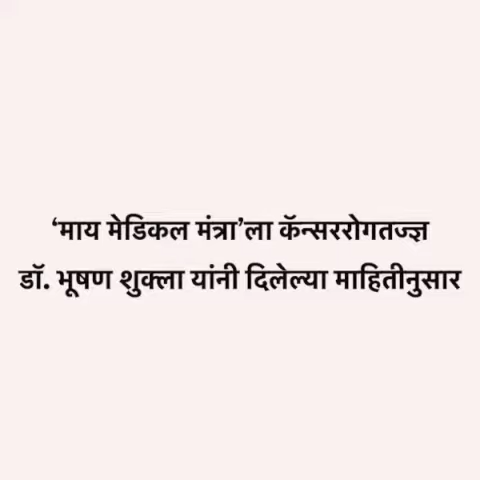 ‘माय मेडिकल मंत्रा’ला कॅन्सररोगतज्ज्ञ
डॉ. भूषण शुक्ला यांनी दिलेल्या माहितीनुसार